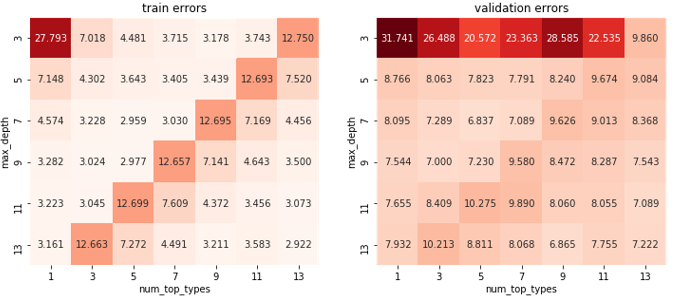 train errors
3 27.793 7.018 4.481 3.715 3.178 3.743 12.750
5 7.148 4.302 3.643 3.405 3.439 12.693 7.520
7 4.574 3.228 2.959 3.030 12.695 7.169 4.456
9 3.282 3.024 2.977 12.657 7.141 4.643 3.500
11 3.223 3.045 12.699 7.609 4.372 3.456 3.073
13 3.161 12.663 7.272 4.491 3.211 3.583 2.922
max_depth
1 3 5 7 9 11 13
num_top_types
validation errors
3 31.741 26.488 20.572 23.363 28.585 22.535 9.860
5 8.766 8.063 7.823 7.791 8.240 9.674 9.084
7 8.095 7.289 6.837 7.089 9.626 9.013 8.368
9 7.544 7.000 7.230 9.580 8.472 8.287 7.543
11 7.655 8.409 10.275 9.890 8.060 8.055 7.089
13 7.932 10.213 8.811 8.068 6.865 7.755 7.222
max_depth
1 3 5 7 9 11 13
num_top_types